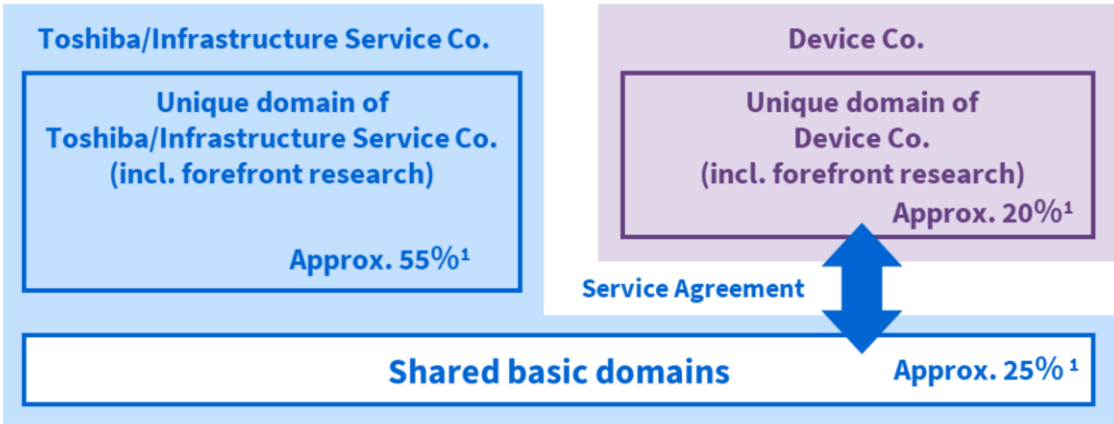 Toshiba/Infrastructure Service Co.
Unique domain of
Toshiba/Infrastructure Service Co.
(incl. forefront research)
Approx. 55%¹
Device Co.
Unique domain of
Device Co.
(incl. forefront research)
Approx. 20%¹
Service Agreement
Shared basic domains
Approx. 25% ¹